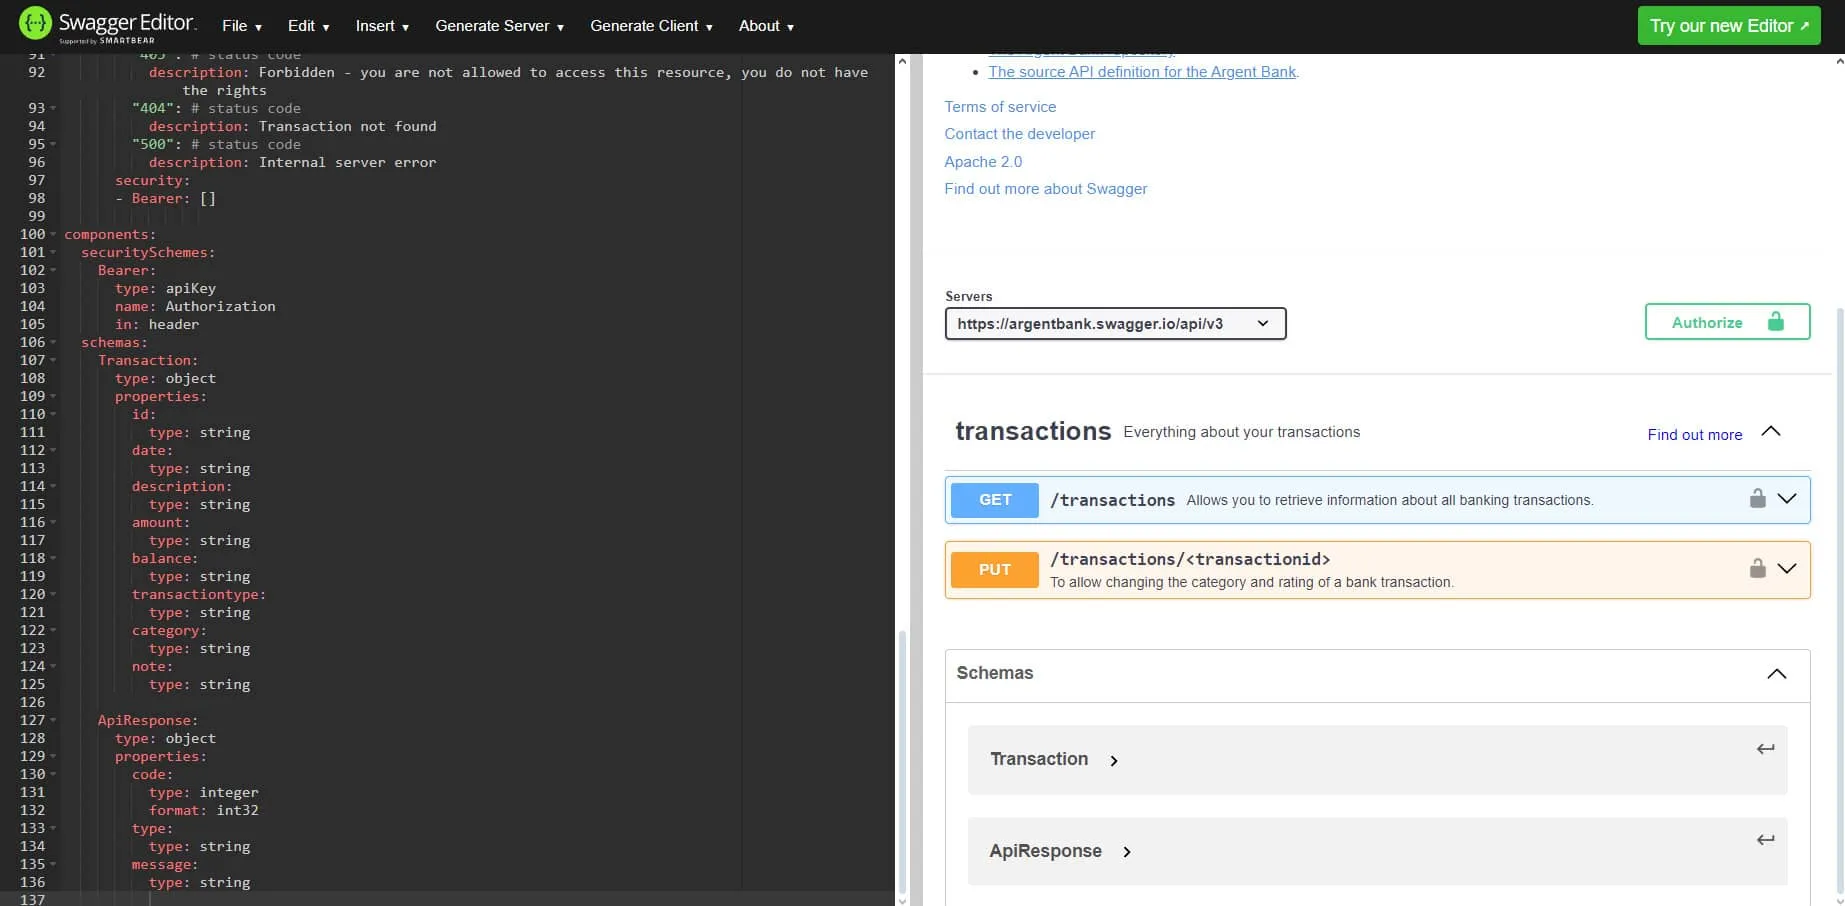 Swagger Editor.
Supported by SMARTBEAR
File ▾ Edit ▾ Insert ▾ Generate Server ▾ Generate Client ▾ About ▾
Try our new Editor ↗
91 "403": # status code
92 description: Forbidden - you are not allowed to access this resource, you do not have
the rights
93 "404": # status code
94 description: Transaction not found
95 "500": # status code
96 description: Internal server error
97 security:
98 - Bearer: []
99
100 components:
101 securitySchemes:
102 Bearer:
103 type: apiKey
104 name: Authorization
105 in: header
106 schemas:
107 Transaction:
108 type: object
109 properties:
110 id:
111 type: string
112 date:
113 type: string
114 description:
115 type: string
116 amount:
117 type: string
118 balance:
119 type: string
120 transactiontype:
121 type: string
122 category:
123 type: string
124 note:
125 type: string
126
127 ApiResponse:
128 type: object
129 properties:
130 code:
131 type: integer
132 format: int32
133 type:
134 type: string
135 message:
136 type: string
137
The Argent Bank repository
• The source API definition for the Argent Bank.
Terms of service
Contact the developer
Apache 2.0
Find out more about Swagger
Servers
https://argentbank.swagger.io/api/v3
Authorize
transactions Everything about your transactions
Find out more
GET /transactions Allows you to retrieve information about all banking transactions.
PUT /transactions/<transactionid>
To allow changing the category and rating of a bank transaction.
Schemas
Transaction
ApiResponse